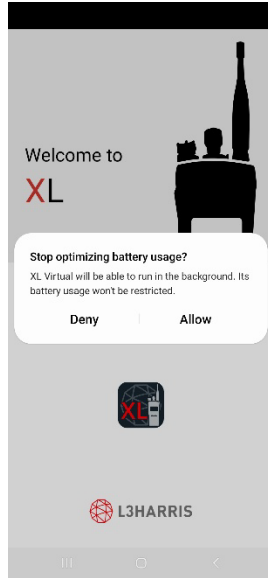 Welcome to
XL
Stop optimizing battery usage?
XL Virtual will be able to run in the background. Its
battery usage won't be restricted.
Deny
Allow
XL
L3HARRIS